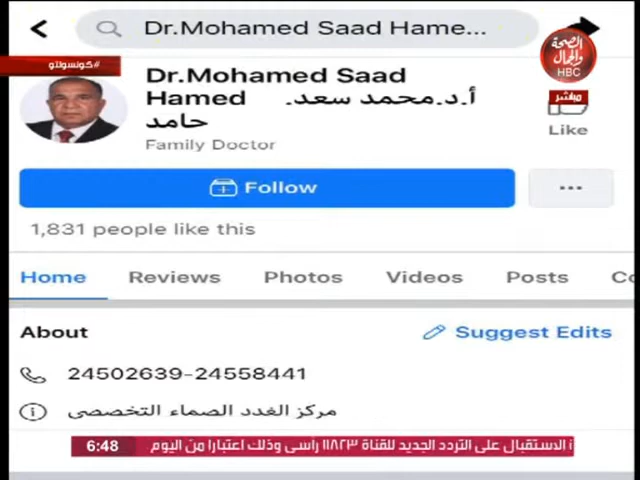 Dr.Mohamed Saad Hame...
الصحة
والجمال
HBC
#كونسولتو
مباشر
Dr.Mohamed Saad
Hamed أ.د.محمد سعد.
حامد
Family Doctor
Like
Follow
1,831 people like this
Home Reviews Photos Videos Posts Co
About Suggest Edits
24502639-24558441
مركز الغدد الصماء التخصصى
6:48 الاستقبال على التردد الجديد للقناة ١١٨٢٣ رأسى وذلك اعتبارا من اليوم